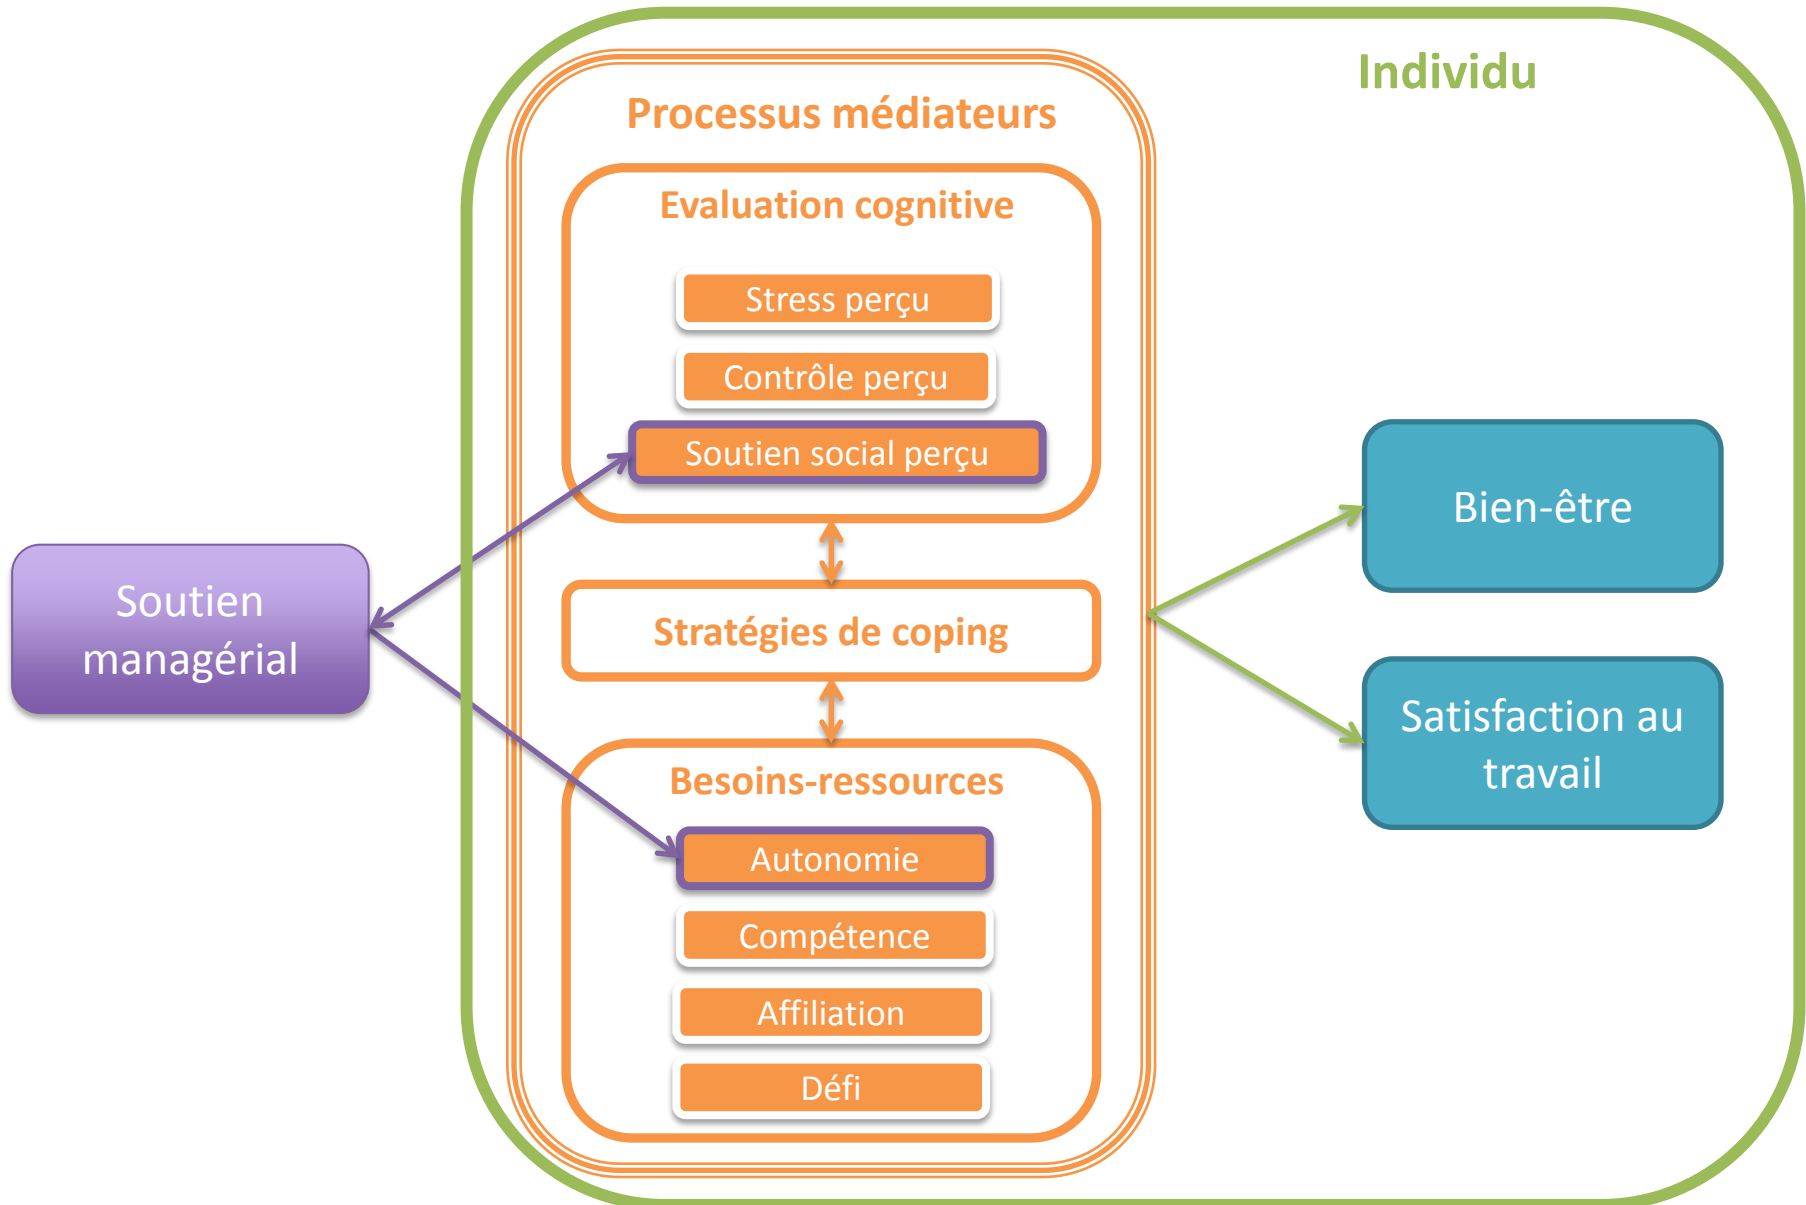 Individu
Processus médiateurs
Evaluation cognitive
Stress perçu
Contrôle perçu
Soutien social perçu
Soutien
managérial
Stratégies de coping
Besoins-ressources
Autonomie
Compétence
Affiliation
Défi
Bien-être
Satisfaction au
travail